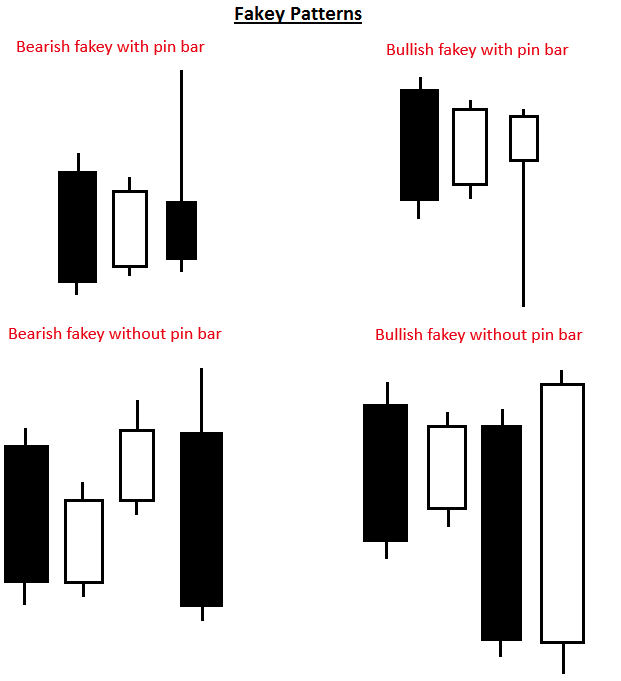 Fakey Patterns
Bearish fakey with pin bar
Bullish fakey with pin bar
Bearish fakey without pin bar
Bullish fakey without pin bar